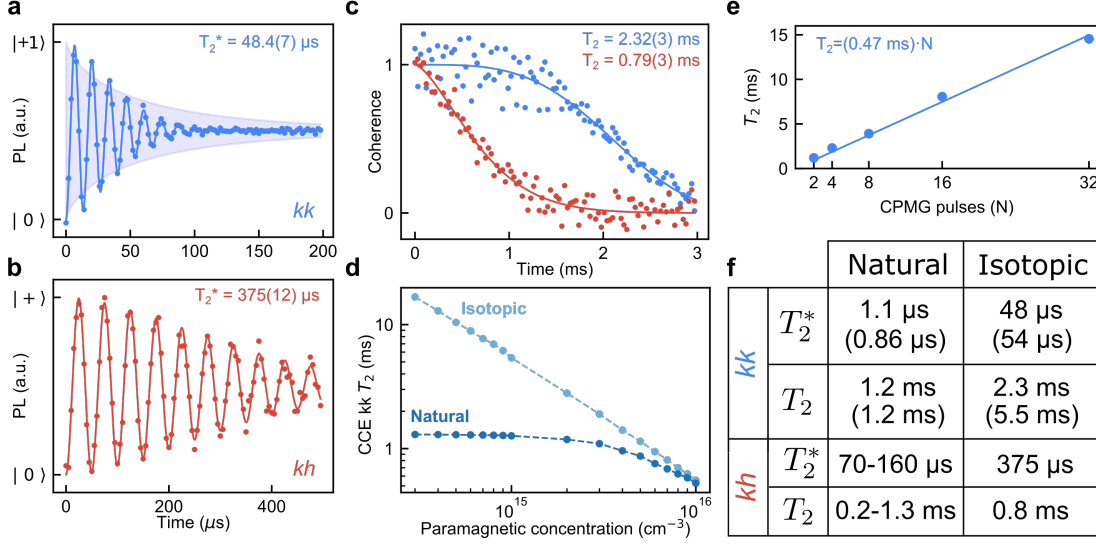 a
|+1⟩
|0⟩
PL (a.u.)
T₂* = 48.4(7) µs
kk
0 50 100 150 200
b
|+⟩
|0⟩
PL (a.u.)
T₂* = 375(12) µs
kh
0 200 400
Time (µs)
c
Coherence
1
0
T₂ = 2.32(3) ms
T₂ = 0.79(3) ms
0 1 2 3
Time (ms)
d
CCE kk T₂ (ms)
10
1
Isotopic
Natural
10¹⁵ 10¹⁶
Paramagnetic concentration (cm⁻³)
e
T₂ (ms)
15
10
5
0
T₂=(0.47 ms)·N
2 4 8 16 32
CPMG pulses (N)
f
Natural Isotopic
kk
T₂*
1.1 µs 48 µs
(0.86 µs) (54 µs)
T₂
1.2 ms 2.3 ms
(1.2 ms) (5.5 ms)
kh
T₂* 70-160 µs 375 µs
T₂ 0.2-1.3 ms 0.8 ms